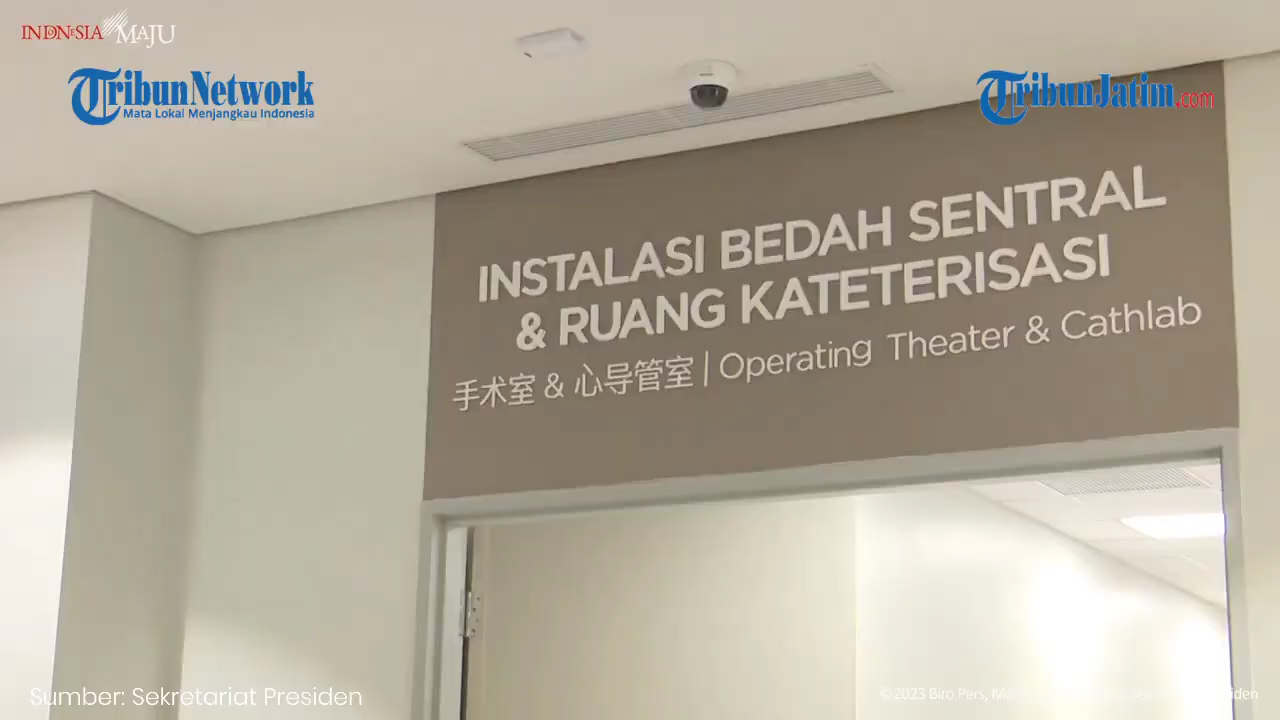 INDONESIA MAJU
TribunNetwork
Mata Lokal Menjangkau Indonesia
TribunJatim.com
INSTALASI BEDAH SENTRAL
& RUANG KATETERISASI
手术室 & 心导管室 | Operating Theater & Cathlab
Sumber: Sekretariat Presiden
©2023 Biro Pers,